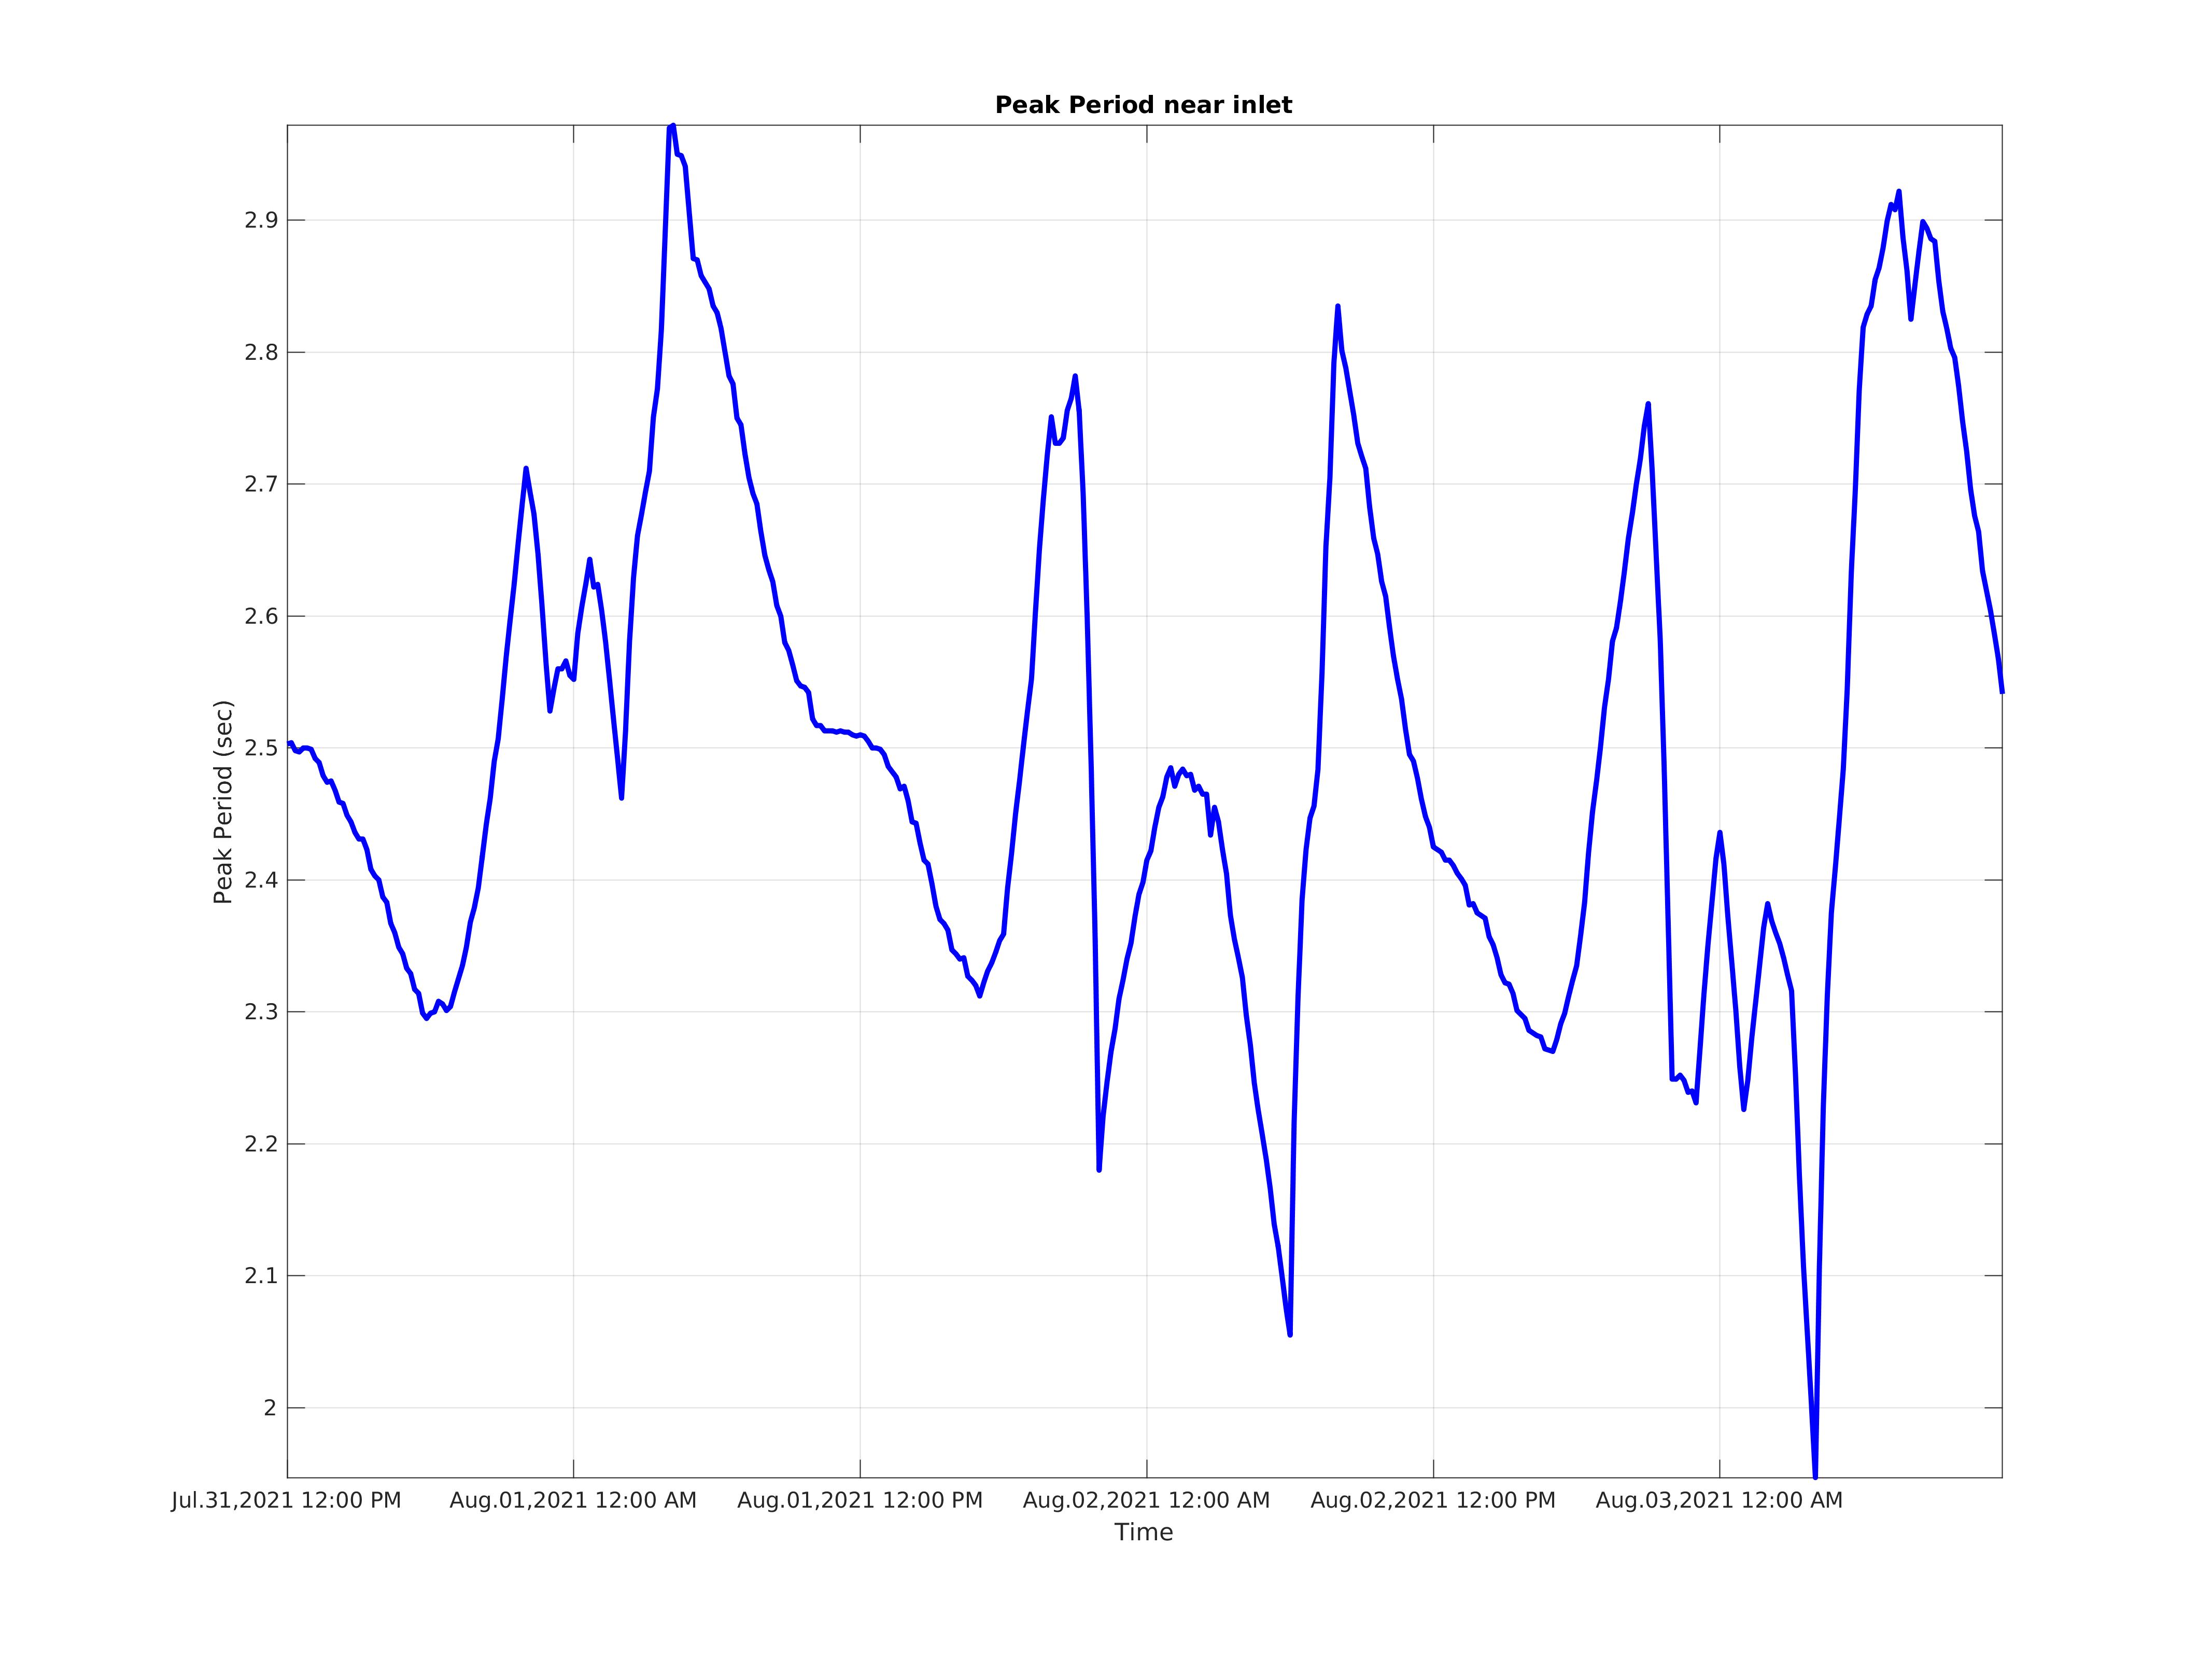 Peak Period near inlet
Peak Period (sec)
2.9
2.8
2.7
2.6
2.5
2.4
2.3
2.2
2.1
2
Jul.31,2021 12:00 PM
Aug.01,2021 12:00 AM
Aug.01,2021 12:00 PM
Aug.02,2021 12:00 AM
Aug.02,2021 12:00 PM
Aug.03,2021 12:00 AM
Time